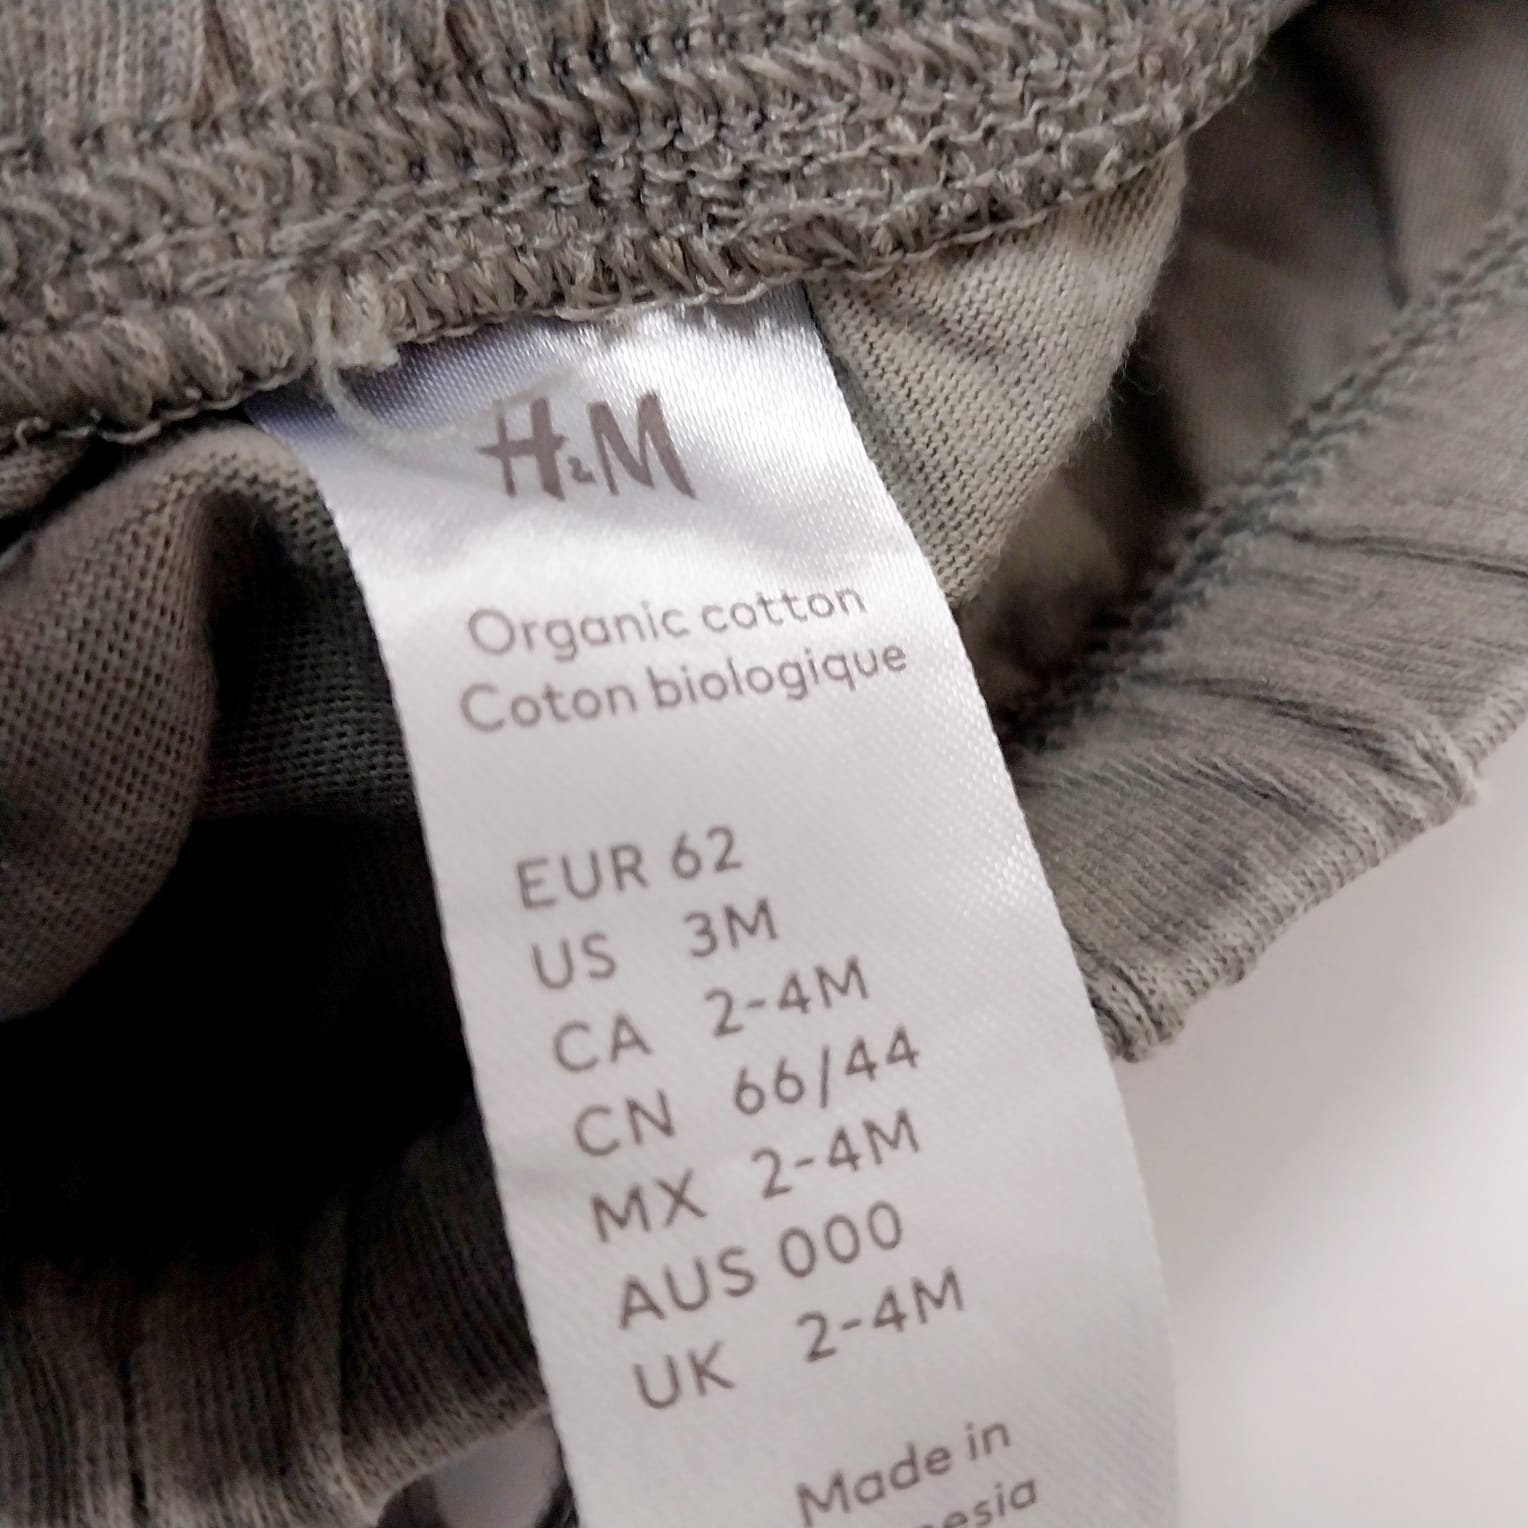 H&M
Organic cotton
Coton biologique
EUR 62
US 3M
CA 2-4M
CN 66/44
MX 2-4M
AUS 000
UK 2-4M
Made in